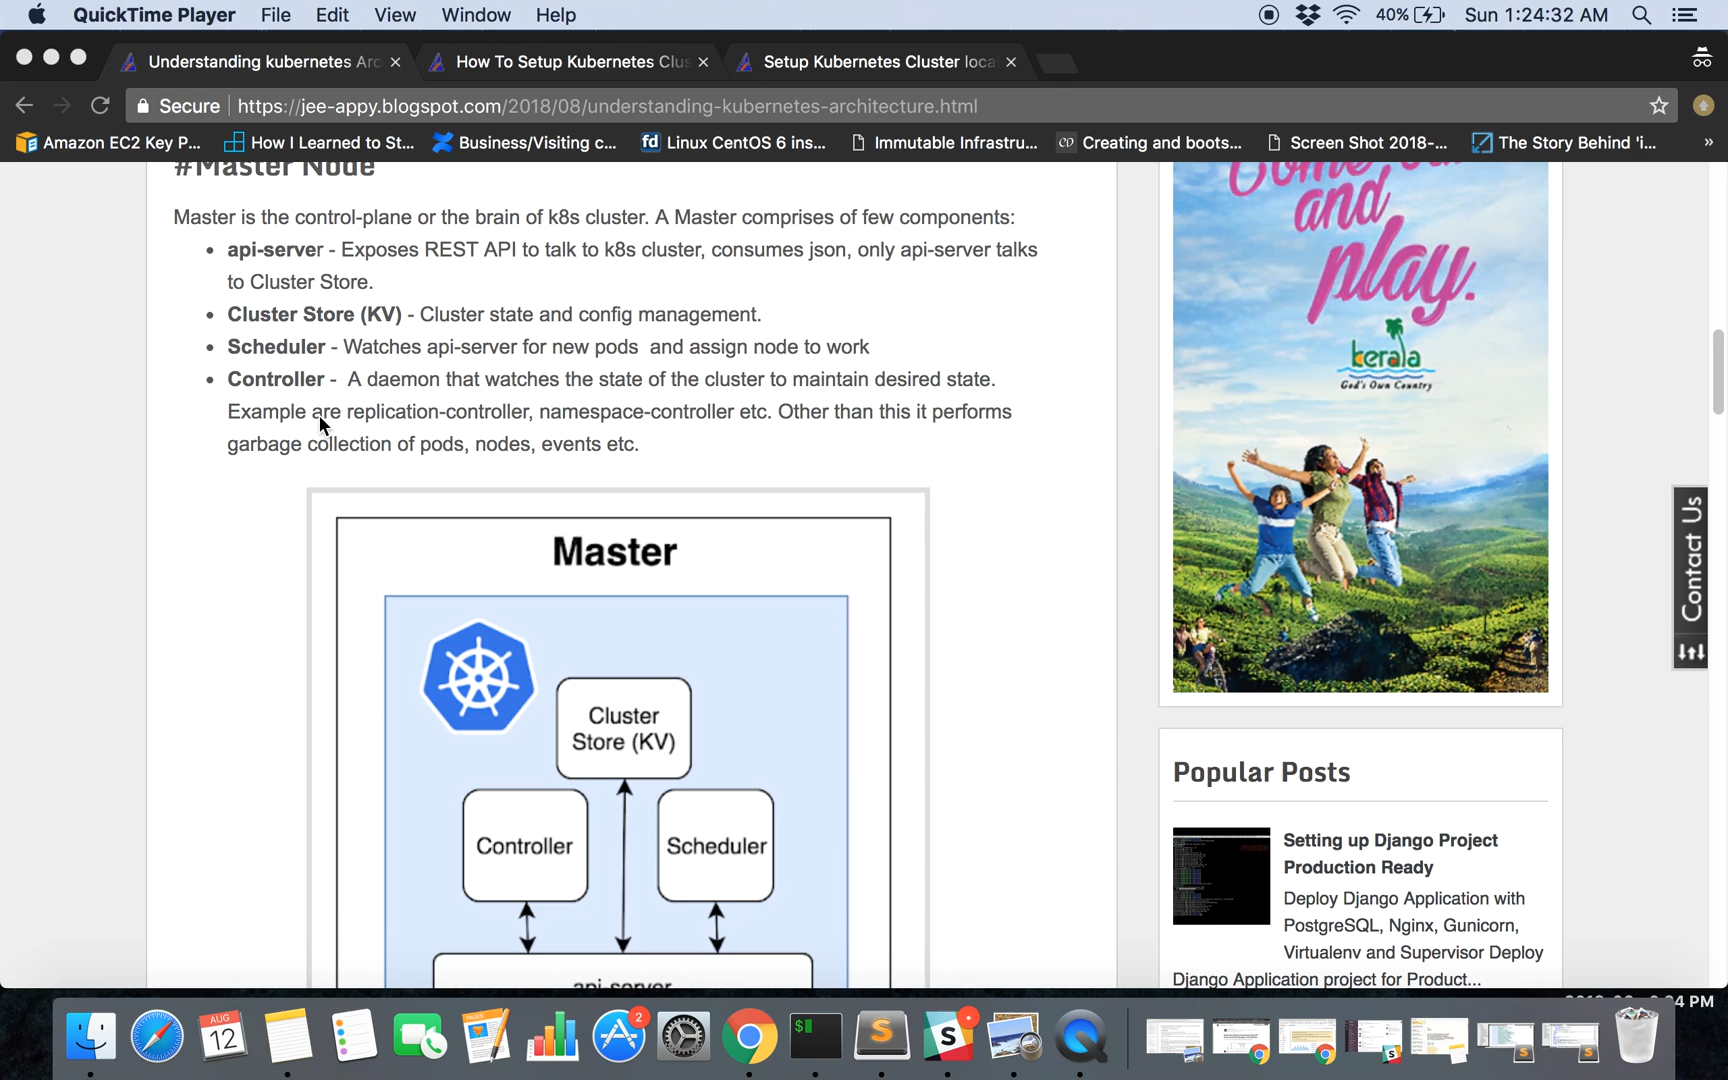 QuickTime Player File Edit View Window Help 40% Sun 1:24:32 AM
Understanding kubernetes Arc How To Setup Kubernetes Clus Setup Kubernetes Cluster loca
Secure https://jee-appy.blogspot.com/2018/08/understanding-kubernetes-architecture.html
Amazon EC2 Key P... How I Learned to St... Business/Visiting c... fd Linux CentOS 6 ins... Immutable Infrastru... CD Creating and boots... Screen Shot 2018-... The Story Behind 'i... »
#Master Node
Master is the control-plane or the brain of k8s cluster. A Master comprises of few components:
• api-server - Exposes REST API to talk to k8s cluster, consumes json, only api-server talks
to Cluster Store.
• Cluster Store (KV) - Cluster state and config management.
• Scheduler - Watches api-server for new pods and assign node to work
• Controller - A daemon that watches the state of the cluster to maintain desired state.
Example are replication-controller, namespace-controller etc. Other than this it performs
garbage collection of pods, nodes, events etc.
Master
Cluster
Store (KV)
Controller
Scheduler
api-server
and
play.
kerala
God's Own Country
Contact Us
Popular Posts
Setting up Django Project
Production Ready
Deploy Django Application with
PostgreSQL, Nginx, Gunicorn,
Virtualenv and Supervisor Deploy
Django Application project for Product...
AUG
12
PAGES
2
$
S
S